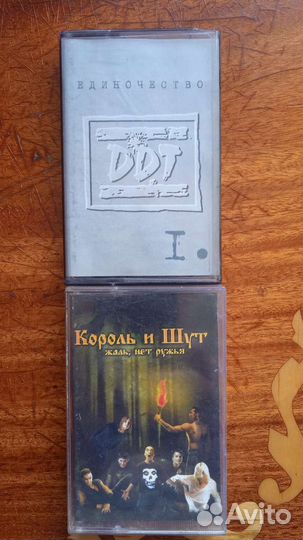 ЕДИНОЧЕСТВО
DDT
I.
Король и Шут
жаль, нет ружья
Avito